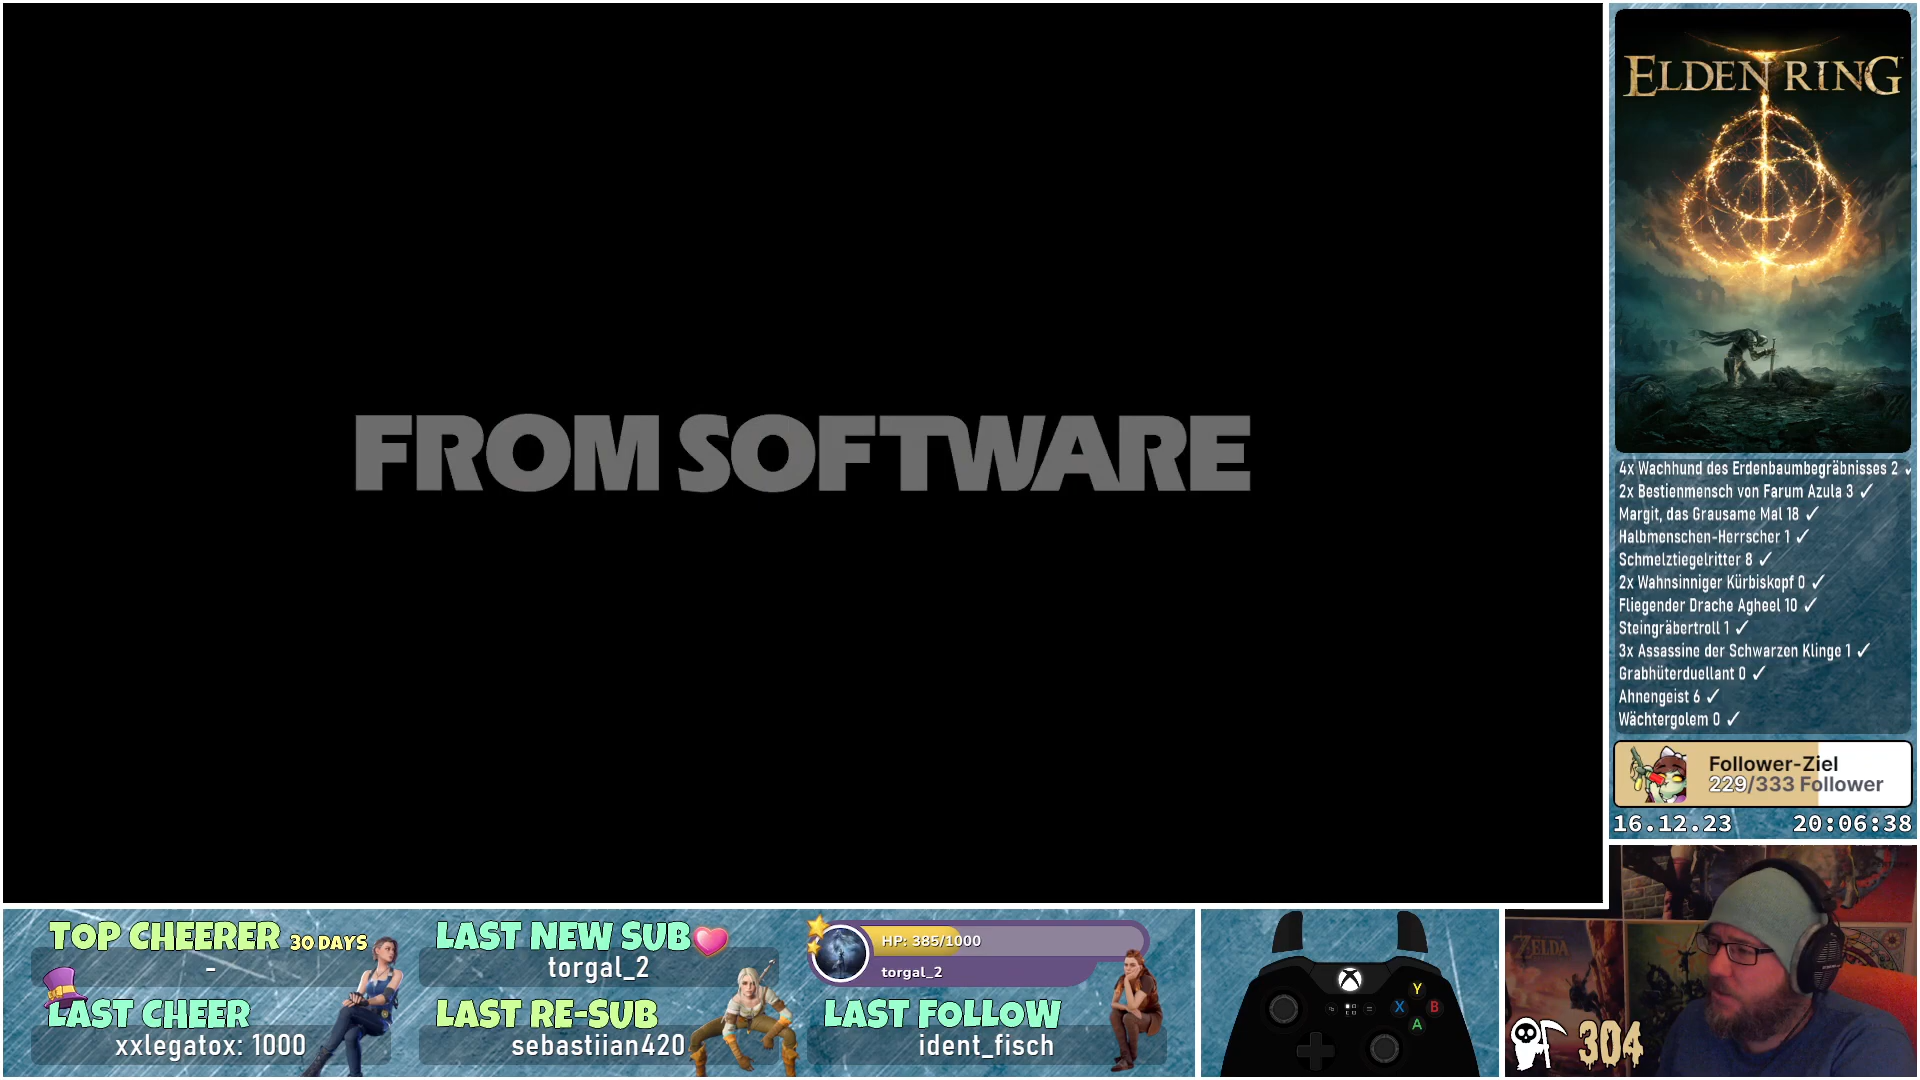 FROMSOFTWARE
ELDEN RING
4x Wachhund des Erdenbaumbegräbnisses 2 ✓
2x Bestienmensch von Farum Azula 3 ✓
Margit, das Grausame Mal 18 ✓
Halbmenschen-Herrscher 1 ✓
Schmelztiegelritter 8 ✓
2x Wahnsinniger Kürbiskopf 0 ✓
Fliegender Drache Agheel 10 ✓
Steingräbertroll 1 ✓
3x Assassine der Schwarzen Klinge 1 ✓
Grabhüterduellant 0 ✓
Ahnengeist 6 ✓
Wächtergolem 0 ✓
Follower-Ziel
229/333 Follower
16.12.23 20:06:38
TOP CHEERER 30 DAYS
-
LAST CHEER
xxlegatox: 1000
LAST NEW SUB
torgal_2
LAST RE-SUB
sebastiian420
HP: 385/1000
torgal_2
LAST FOLLOW
ident_fisch
Y
X B
A
ZELDA
304